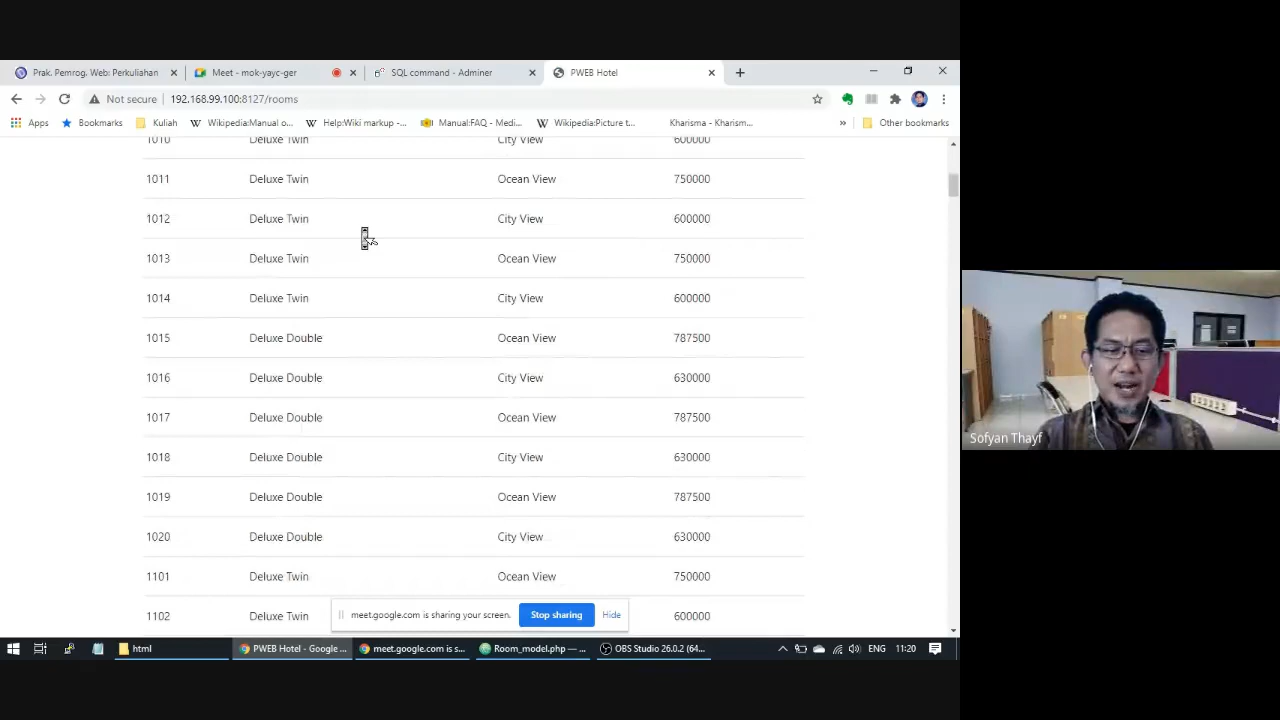 Prak. Pemrog. Web: Perkuliahan
Meet - mok-yayc-ger
SQL command - Adminer
PWEB Hotel
Not secure 192.168.99.100:8127/rooms
Apps Bookmarks Kuliah Wikipedia:Manual o... Help:Wiki markup -... Manual:FAQ - Medi... Wikipedia:Picture t... Kharisma - Kharism... » Other bookmarks
1010 Deluxe Twin City View 600000
1011 Deluxe Twin Ocean View 750000
1012 Deluxe Twin City View 600000
1013 Deluxe Twin Ocean View 750000
1014 Deluxe Twin City View 600000
1015 Deluxe Double Ocean View 787500
1016 Deluxe Double City View 630000
1017 Deluxe Double Ocean View 787500
1018 Deluxe Double City View 630000
1019 Deluxe Double Ocean View 787500
1020 Deluxe Double City View 630000
1101 Deluxe Twin Ocean View 750000
1102 Deluxe Twin 600000
meet.google.com is sharing your screen. Stop sharing Hide
Sofyan Thayf
html PWEB Hotel - Google ... meet.google.com is s... Room_model.php — ... OBS Studio 26.0.2 (64... ENG 11:20